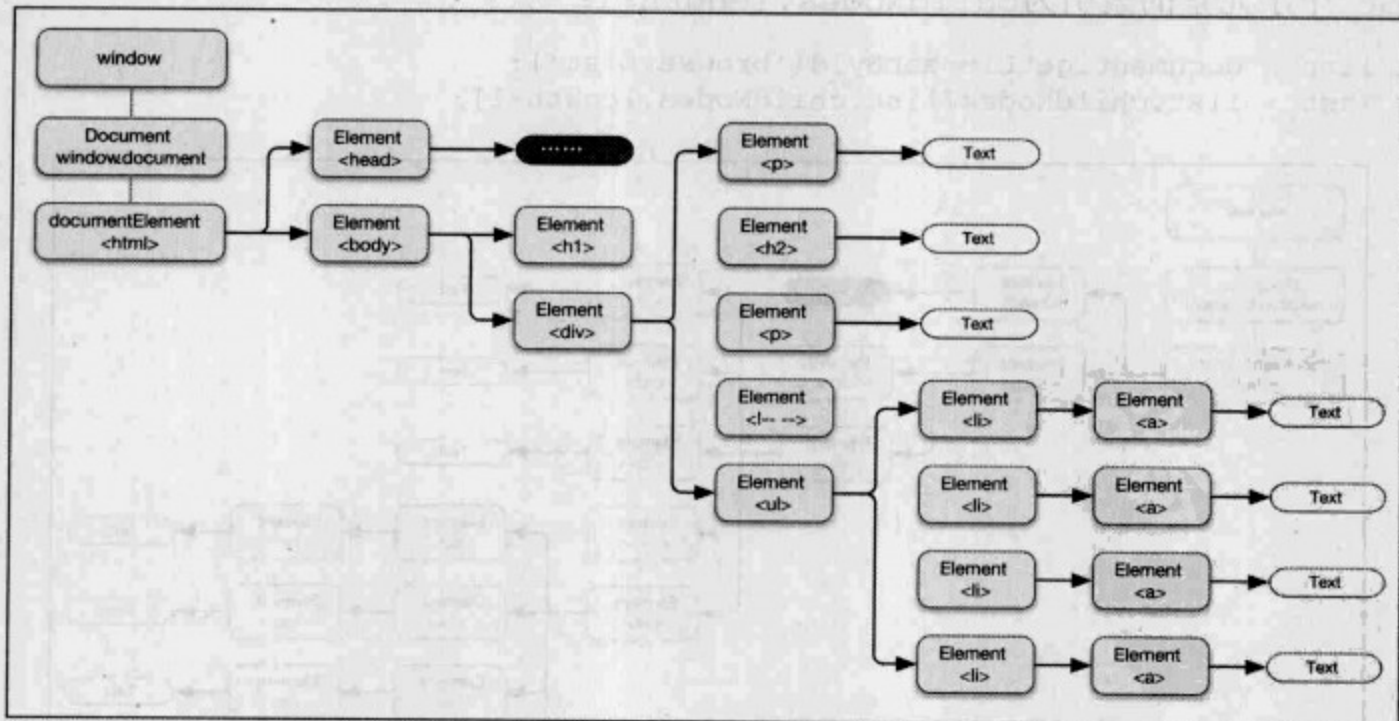 window
Document
window.document
documentElement
<html>
Element
<head>
Element
<body>
......
Element
<h1>
Element
<div>
Element
<p>
Text
Element
<h2>
Text
Element
<p>
Text
Element
<!-- -->
Element
<ul>
Element
<li>
Element
<a>
Text
Element
<li>
Element
<a>
Text
Element
<li>
Element
<a>
Text
Element
<li>
Element
<a>
Text